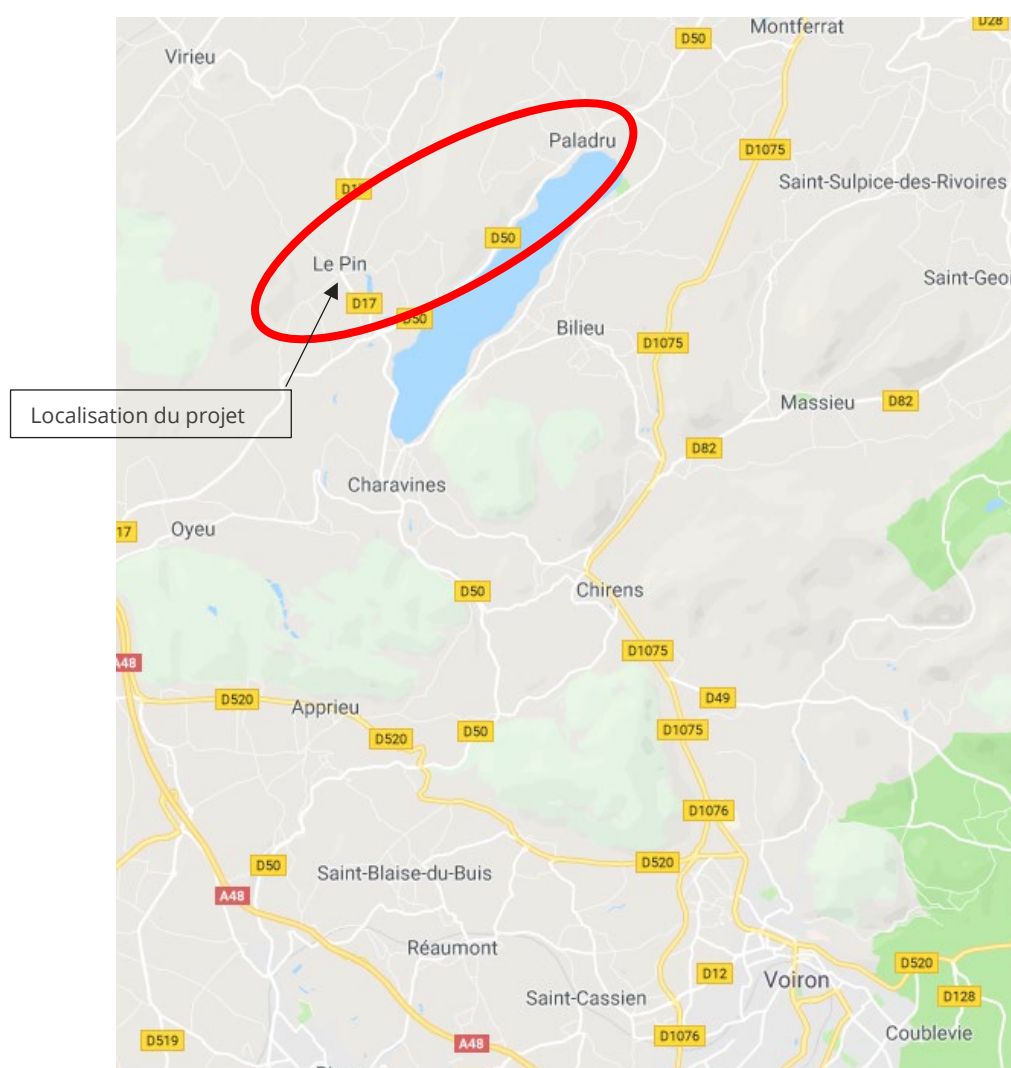 D28
Montferrat
D50
Virieu
Paladru
D1075
Saint-Sulpice-des-Rivoires
D50
Le Pin
Saint-Geoi
D17
D50
Bilieu
D1075
Massieu
D82
Localisation du projet
D82
Charavines
17
Oyeu
D50
Chirens
D1075
A48
D520
D49
Apprieu
D50
D1075
D520
D1076
D50
Saint-Blaise-du-Buis
D520
A48
Réaumont
D520
D12
Voiron
Saint-Cassien
D128
D1076
Coublevie
D519
A48